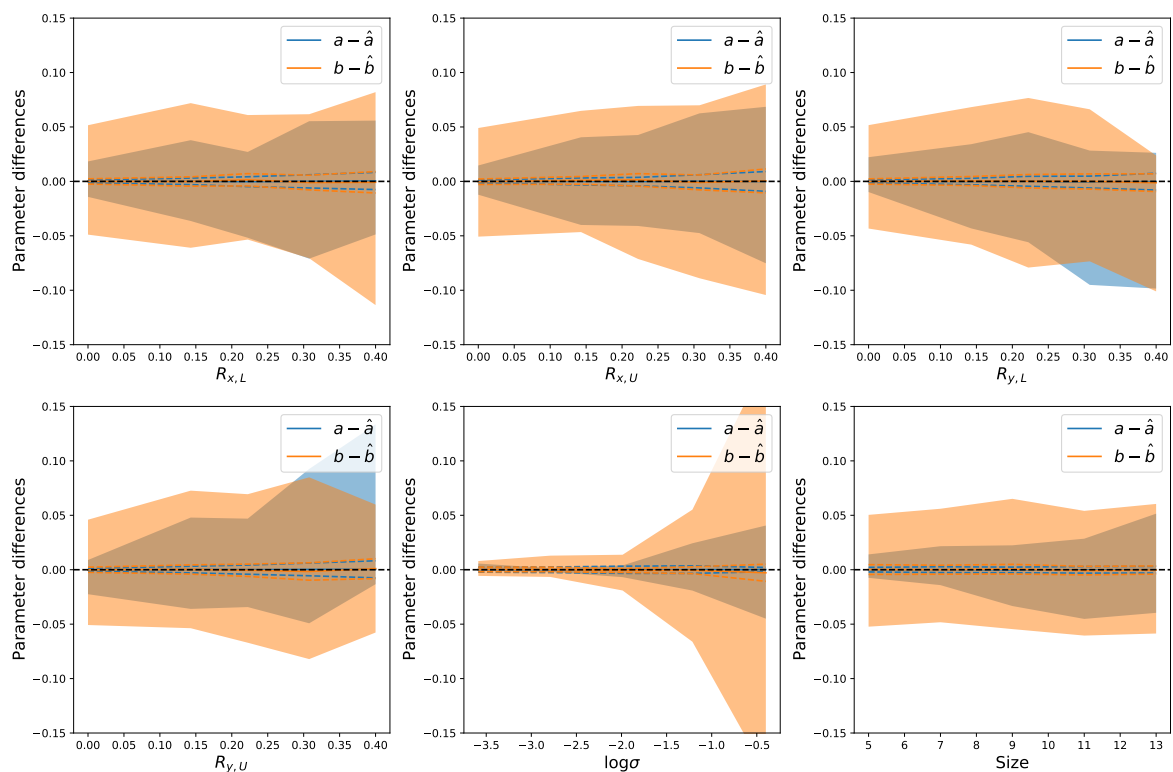 0.15
0.10
0.05
0.00
−0.05
−0.10
−0.15
Parameter differences
a − â
b − b̂
0.00 0.05 0.10 0.15 0.20 0.25 0.30 0.35 0.40
R_{x,L}
0.15
0.10
0.05
0.00
−0.05
−0.10
−0.15
Parameter differences
a − â
b − b̂
0.00 0.05 0.10 0.15 0.20 0.25 0.30 0.35 0.40
R_{x,U}
0.15
0.10
0.05
0.00
−0.05
−0.10
−0.15
Parameter differences
a − â
b − b̂
0.00 0.05 0.10 0.15 0.20 0.25 0.30 0.35 0.40
R_{y,L}
0.15
0.10
0.05
0.00
−0.05
−0.10
−0.15
Parameter differences
a − â
b − b̂
0.00 0.05 0.10 0.15 0.20 0.25 0.30 0.35 0.40
R_{y,U}
0.15
0.10
0.05
0.00
−0.05
−0.10
−0.15
Parameter differences
a − â
b − b̂
−3.5 −3.0 −2.5 −2.0 −1.5 −1.0 −0.5
logσ
0.15
0.10
0.05
0.00
−0.05
−0.10
−0.15
Parameter differences
a − â
b − b̂
5 6 7 8 9 10 11 12 13
Size